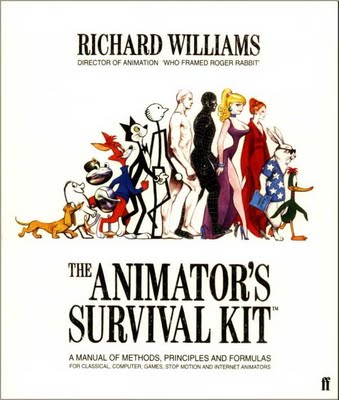 RICHARD WILLIAMS
DIRECTOR OF ANIMATION 'WHO FRAMED ROGER RABBIT'
THE ANIMATOR'S
SURVIVAL KIT™
A MANUAL OF METHODS, PRINCIPLES AND FORMULAS
FOR CLASSICAL, COMPUTER, GAMES, STOP MOTION AND INTERNET ANIMATORS
ff